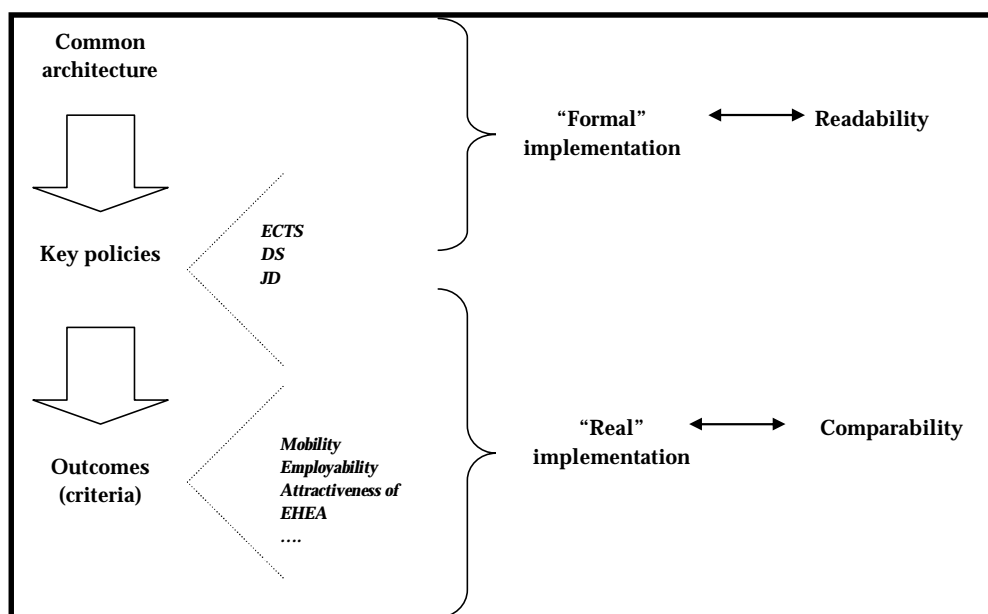 Common
architecture
“Formal”
implementation
Readability
Key policies
ECTS
DS
JD
“Real”
implementation
Comparability
Outcomes
(criteria)
Mobility
Employability
Attractiveness of
EHEA
….